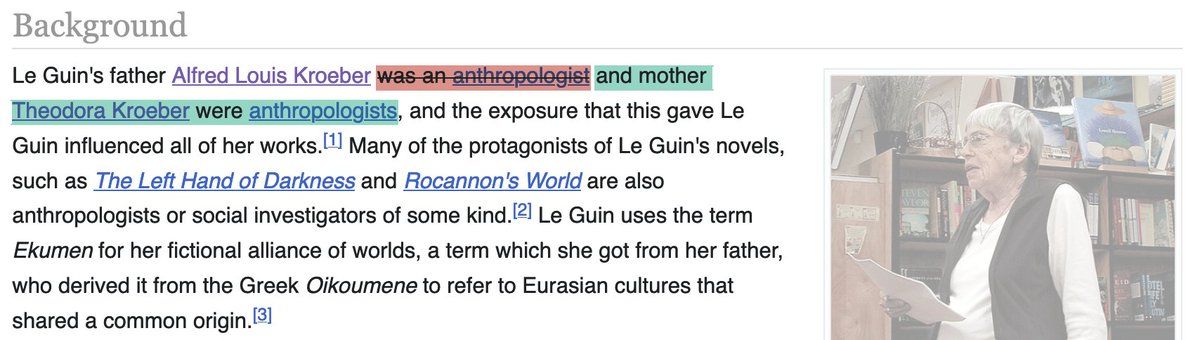 Background
Le Guin's father Alfred Louis Kroeber was an anthropologist and mother
Theodora Kroeber were anthropologists, and the exposure that this gave Le
Guin influenced all of her works.[1] Many of the protagonists of Le Guin's novels,
such as The Left Hand of Darkness and Rocannon's World are also
anthropologists or social investigators of some kind.[2] Le Guin uses the term
Ekumen for her fictional alliance of worlds, a term which she got from her father,
who derived it from the Greek Oikoumene to refer to Eurasian cultures that
shared a common origin.[3]